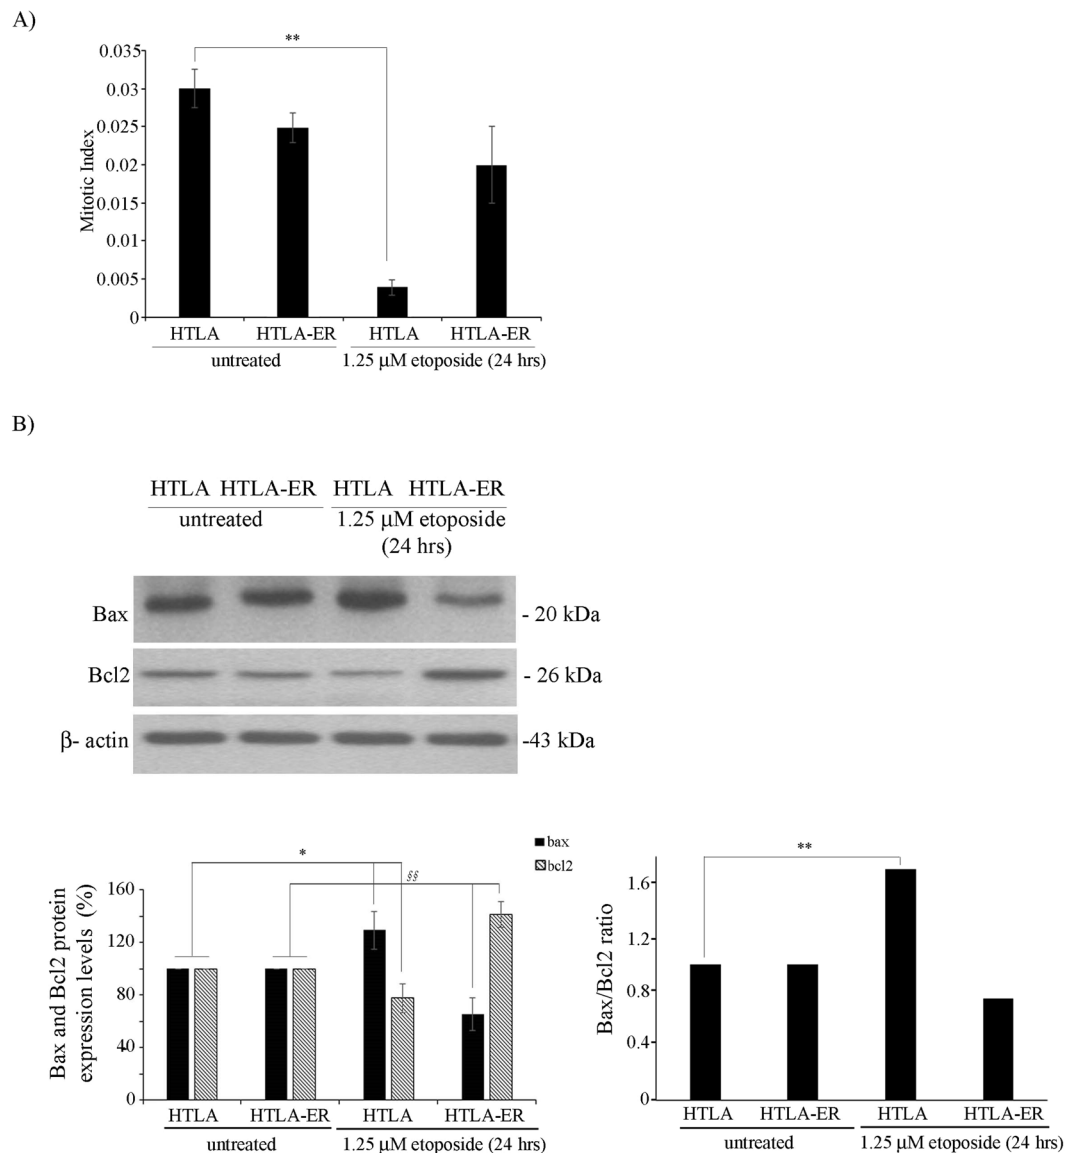 A)
**
0.035
0.03
0.025
0.02
0.015
0.01
0.005
0
Mitotic Index
HTLA HTLA-ER HTLA HTLA-ER
untreated 1.25 µM etoposide (24 hrs)
B)
HTLA HTLA-ER HTLA HTLA-ER
untreated 1.25 µM etoposide
(24 hrs)
Bax - 20 kDa
Bcl2 - 26 kDa
β- actin -43 kDa
bax
bcl2
*
§§
160
120
80
40
0
Bax and Bcl2 protein
expression levels (%)
HTLA HTLA-ER HTLA HTLA-ER
untreated 1.25 µM etoposide (24 hrs)
**
1.6
1.2
0.8
0.4
0
Bax/Bcl2 ratio
HTLA HTLA-ER HTLA HTLA-ER
untreated 1.25 µM etoposide (24 hrs)